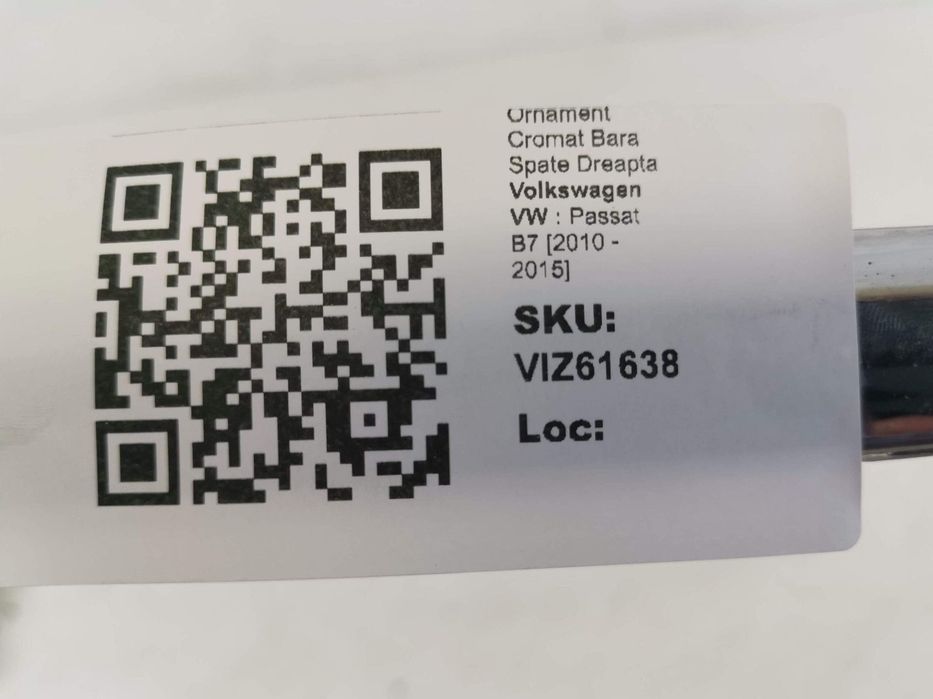 Ornament
Cromat Bara
Spate Dreapta
Volkswagen
VW : Passat
B7 [2010 -
2015]
SKU:
VIZ61638
Loc: